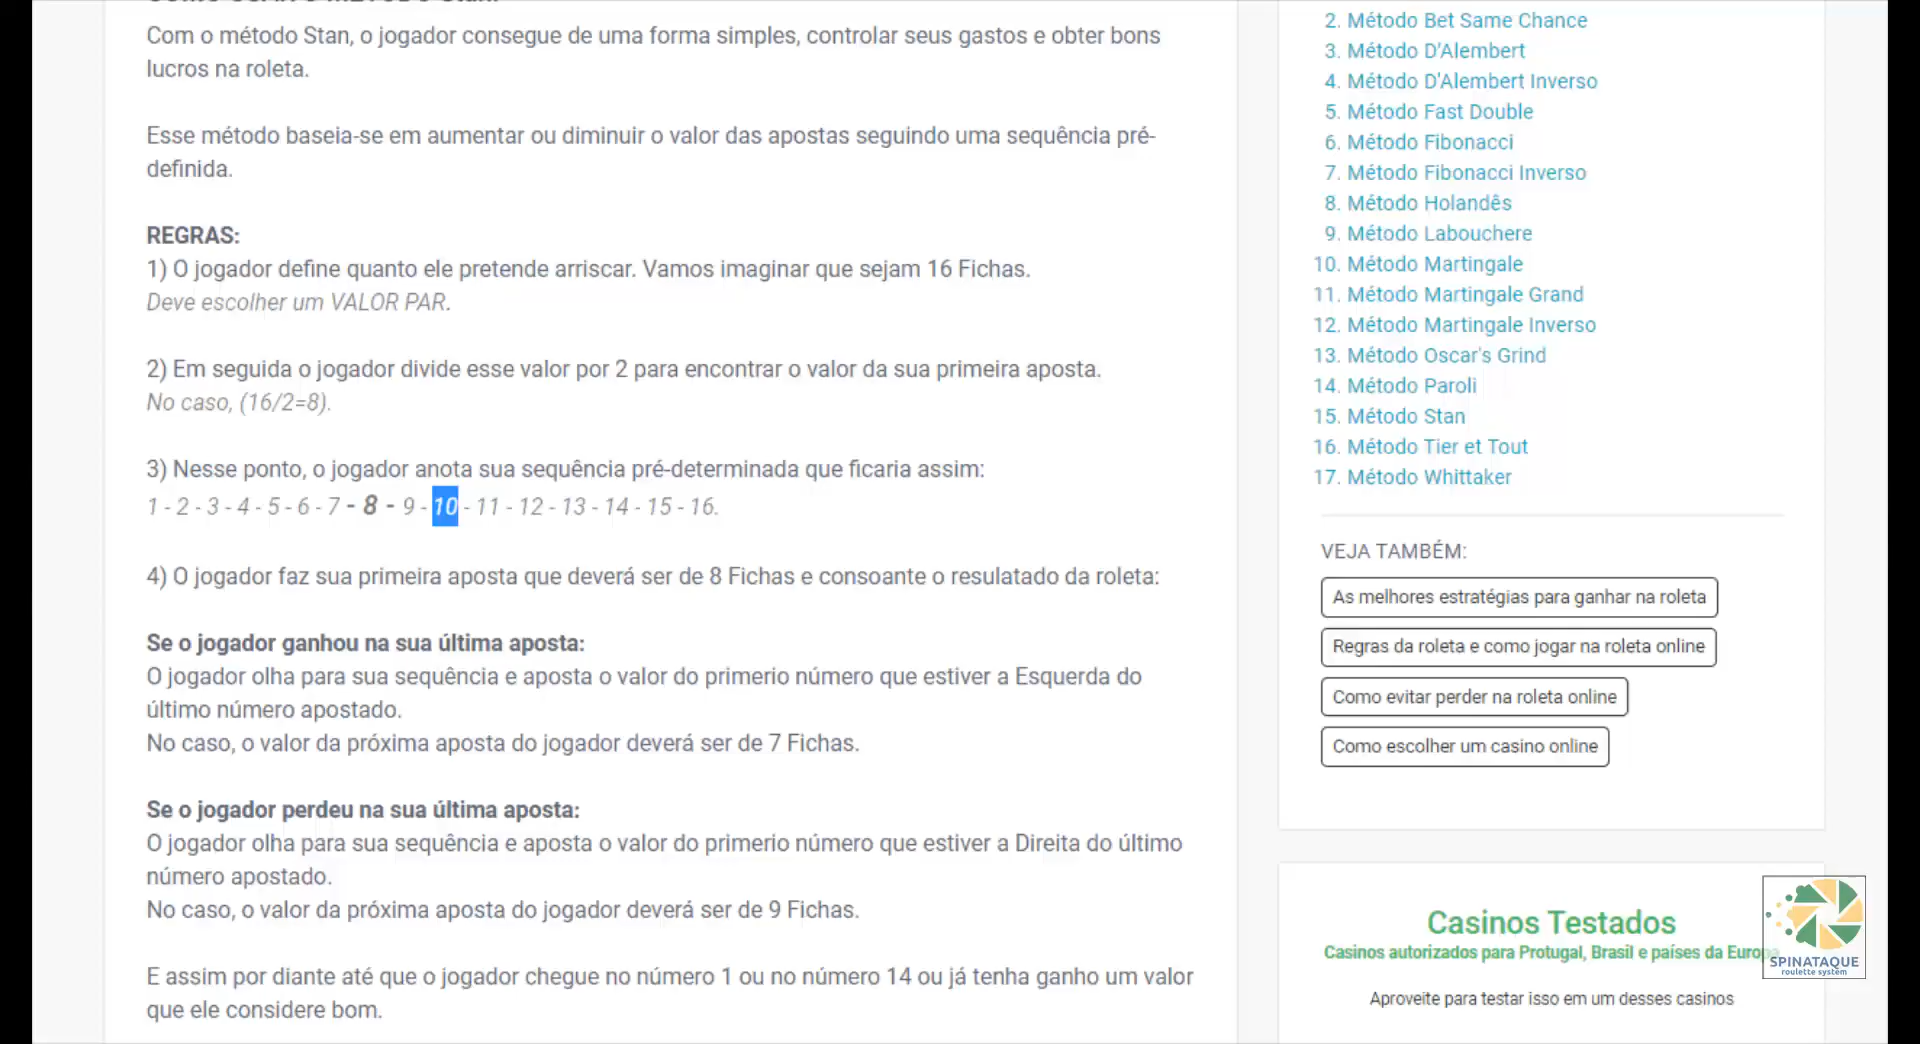 Com o método Stan, o jogador consegue de uma forma simples, controlar seus gastos e obter bons
lucros na roleta.
Esse método baseia-se em aumentar ou diminuir o valor das apostas seguindo uma sequência pré-
definida.
REGRAS:
1) O jogador define quanto ele pretende arriscar. Vamos imaginar que sejam 16 Fichas.
Deve escolher um VALOR PAR.
2) Em seguida o jogador divide esse valor por 2 para encontrar o valor da sua primeira aposta.
No caso, (16/2=8).
3) Nesse ponto, o jogador anota sua sequência pré-determinada que ficaria assim:
1 - 2 - 3 - 4 - 5 - 6 - 7 - 8 - 9 - 10 - 11 - 12 - 13 - 14 - 15 - 16.
4) O jogador faz sua primeira aposta que deverá ser de 8 Fichas e consoante o resulatado da roleta:
Se o jogador ganhou na sua última aposta:
O jogador olha para sua sequência e aposta o valor do primerio número que estiver a Esquerda do
último número apostado.
No caso, o valor da próxima aposta do jogador deverá ser de 7 Fichas.
Se o jogador perdeu na sua última aposta:
O jogador olha para sua sequência e aposta o valor do primerio número que estiver a Direita do último
número apostado.
No caso, o valor da próxima aposta do jogador deverá ser de 9 Fichas.
E assim por diante até que o jogador chegue no número 1 ou no número 14 ou já tenha ganho um valor
que ele considere bom.
2. Método Bet Same Chance
3. Método D'Alembert
4. Método D'Alembert Inverso
5. Método Fast Double
6. Método Fibonacci
7. Método Fibonacci Inverso
8. Método Holandês
9. Método Labouchere
10. Método Martingale
11. Método Martingale Grand
12. Método Martingale Inverso
13. Método Oscar's Grind
14. Método Paroli
15. Método Stan
16. Método Tier et Tout
17. Método Whittaker
VEJA TAMBÉM:
As melhores estratégias para ganhar na roleta
Regras da roleta e como jogar na roleta online
Como evitar perder na roleta online
Como escolher um casino online
Casinos Testados
Casinos autorizados para Protugal, Brasil e países da Europ
Aproveite para testar isso em um desses casinos
SPINATAQUE
roulette system